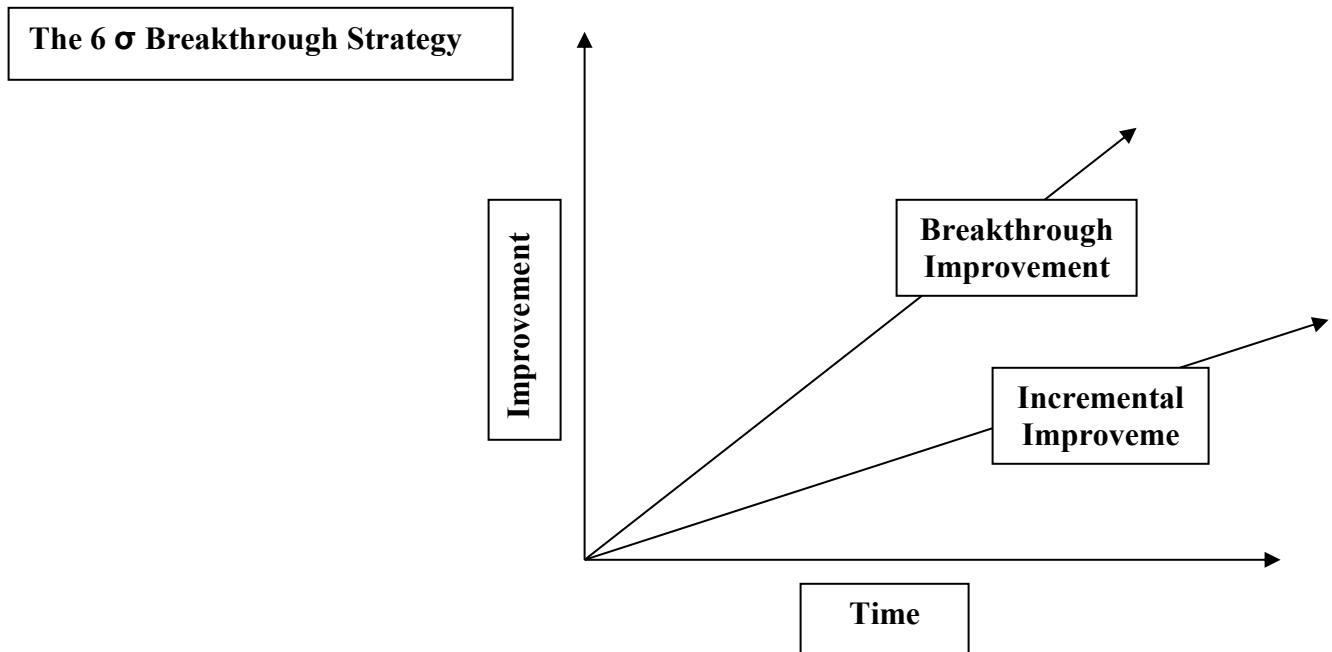 The 6 σ Breakthrough Strategy
Improvement
Breakthrough
Improvement
Incremental
Improveme
Time